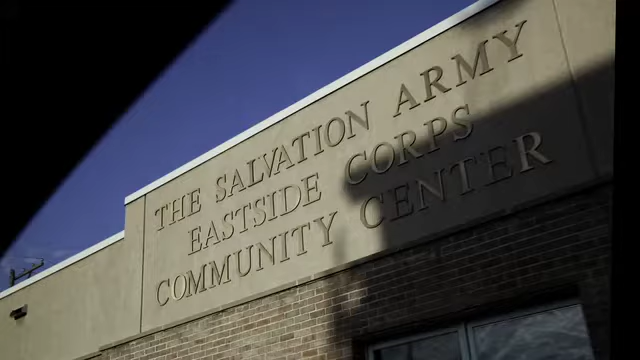 THE SALVATION ARMY
EASTSIDE CORPS
COMMUNITY CENTER